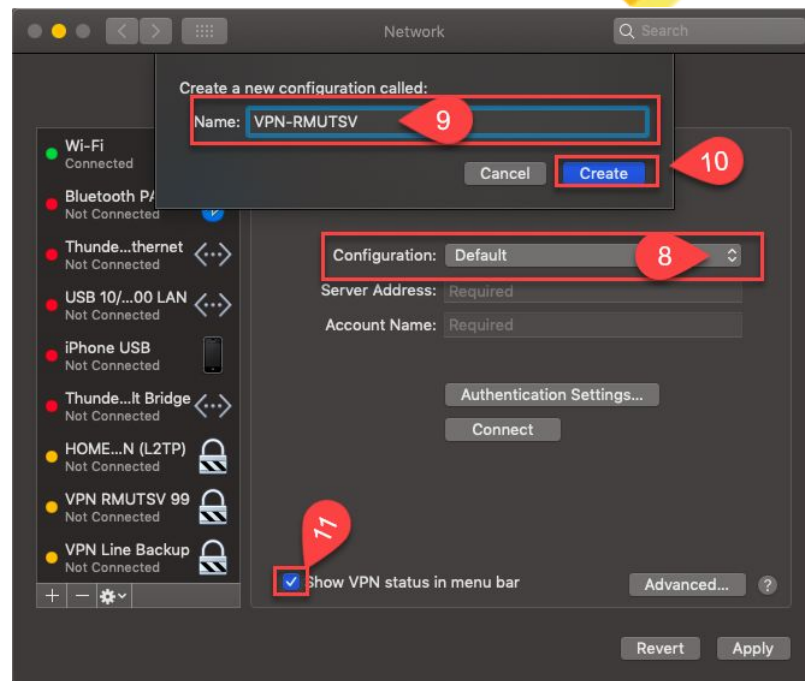 Network
Search
Create a new configuration called:
Name: VPN-RMUTSV
9
Cancel
Create
10
Wi-Fi
Connected
Bluetooth PA
Not Connected
Thunde...thernet
Not Connected
USB 10/...00 LAN
Not Connected
iPhone USB
Not Connected
Thunde...lt Bridge
Not Connected
HOME...N (L2TP)
Not Connected
VPN RMUTSV 99
Not Connected
VPN Line Backup
Not Connected
Configuration: Default
8
Server Address: Required
Account Name: Required
Authentication Settings...
Connect
11
Show VPN status in menu bar
Advanced...
?
Revert
Apply